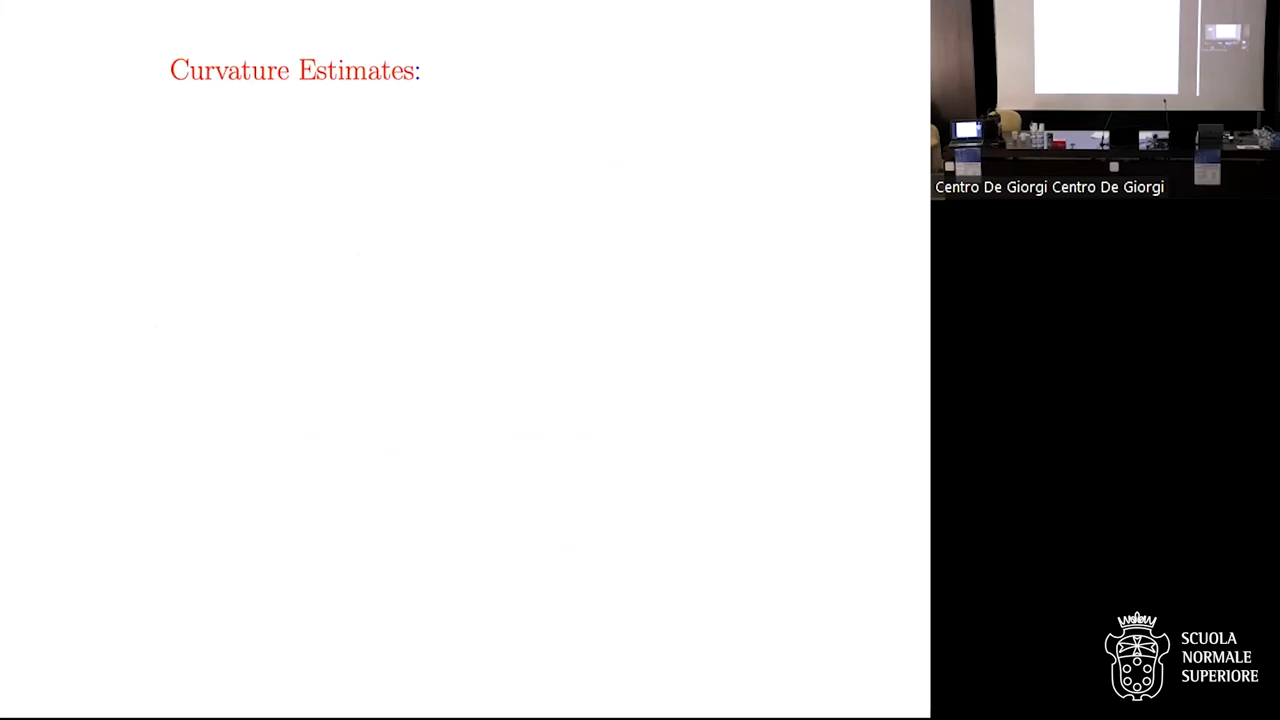 Curvature Estimates:
Centro De Giorgi Centro De Giorgi
SCUOLA
NORMALE
SUPERIORE